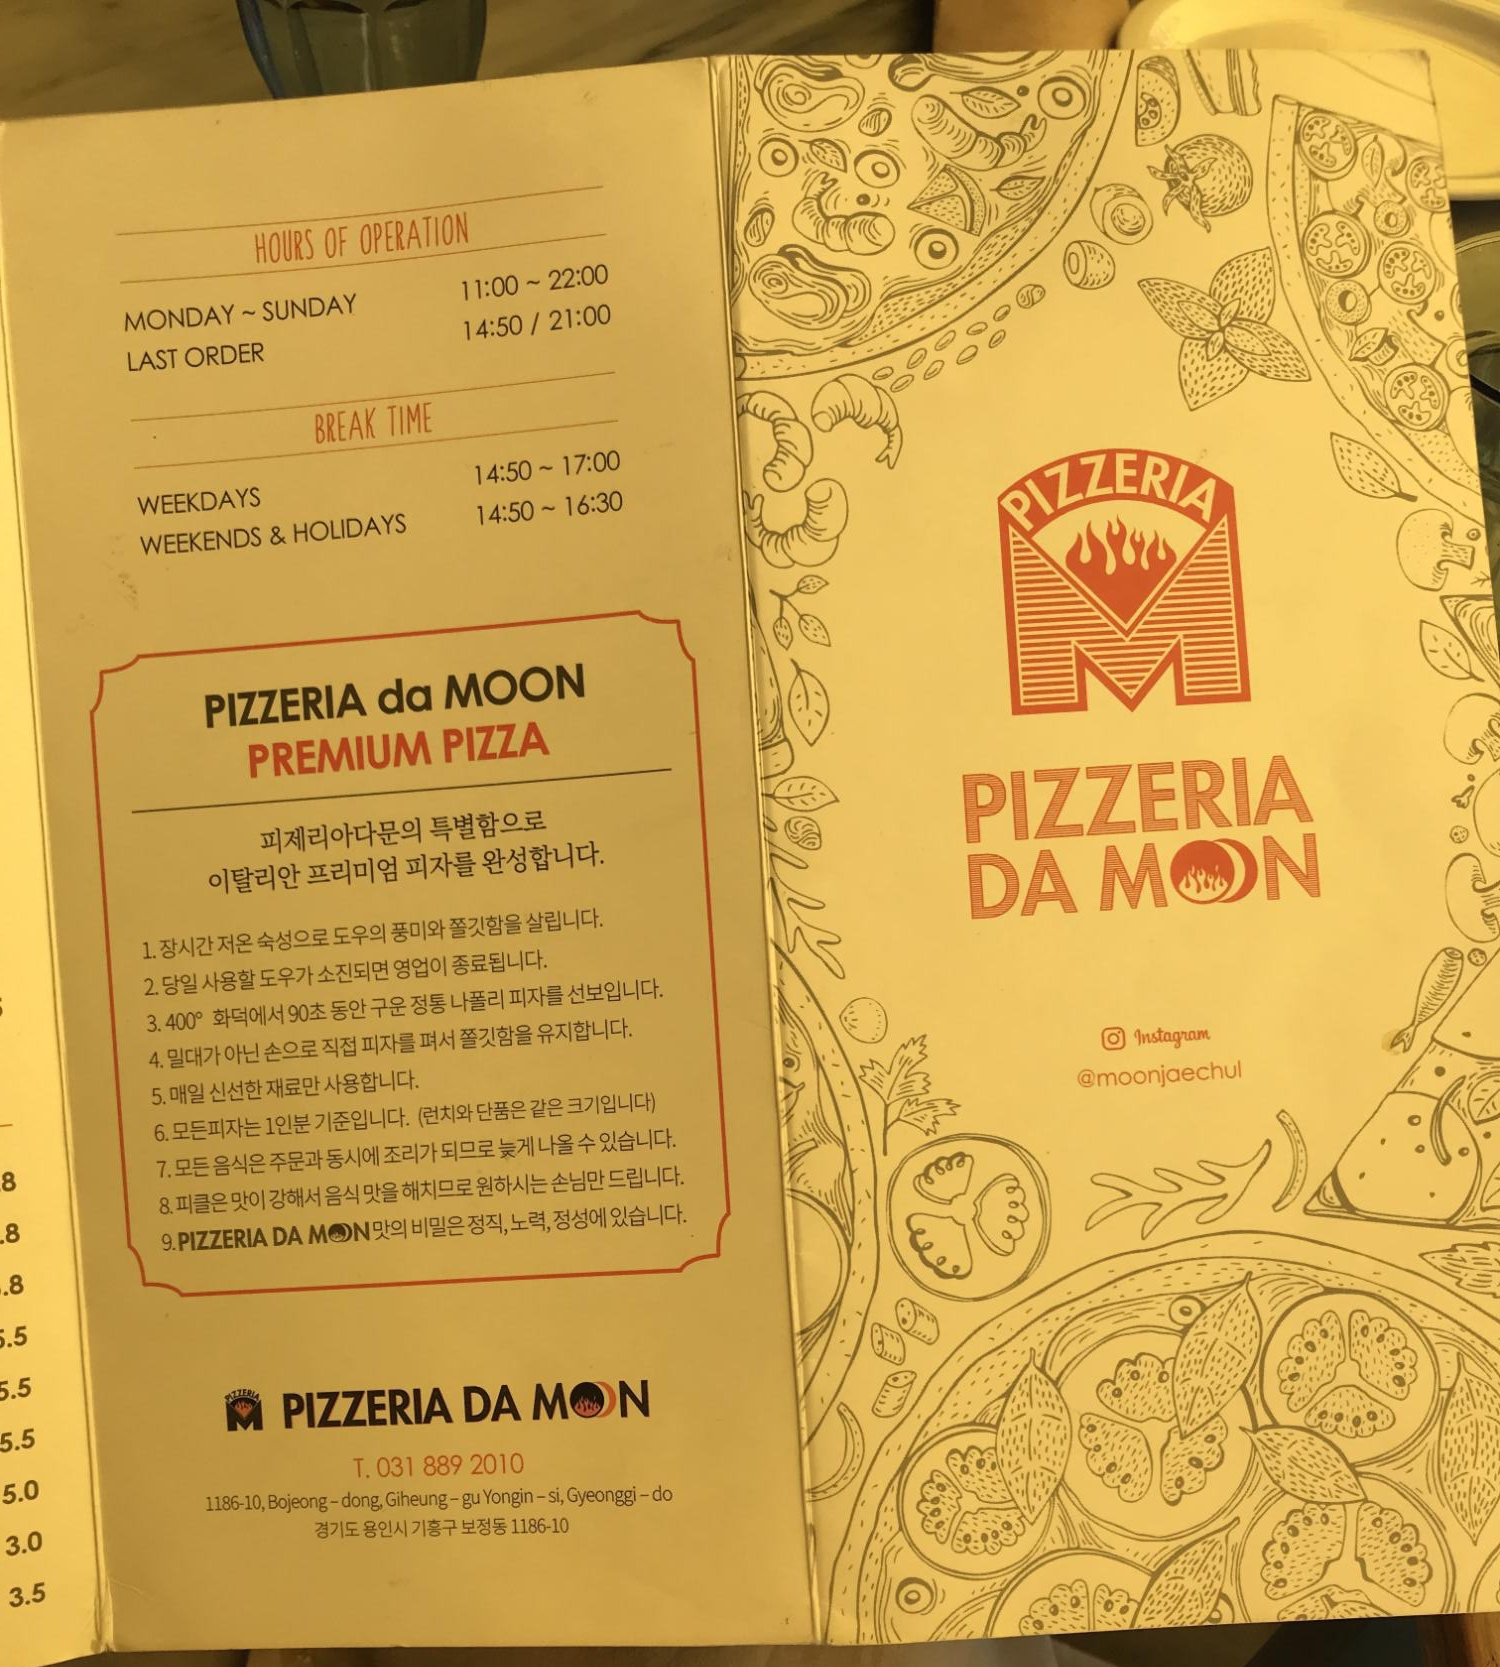 HOURS OF OPERATION
MONDAY ~ SUNDAY 11:00 ~ 22:00
LAST ORDER 14:50 / 21:00
BREAK TIME
WEEKDAYS 14:50 ~ 17:00
WEEKENDS & HOLIDAYS 14:50 ~ 16:30
PIZZERIA da MOON
PREMIUM PIZZA
피제리아다문의 특별함으로
이탈리안 프리미엄 피자를 완성합니다.
1. 장시간 저온 숙성으로 도우의 풍미와 쫄깃함을 살립니다.
2. 당일 사용할 도우가 소진되면 영업이 종료됩니다.
3. 400° 화덕에서 90초 동안 구운 정통 나폴리 피자를 선보입니다.
4. 밀대가 아닌 손으로 직접 피자를 펴서 쫄깃함을 유지합니다.
5. 매일 신선한 재료만 사용합니다.
6. 모든피자는 1인분 기준입니다. (런치와 단품은 같은 크기입니다)
7. 모든 음식은 주문과 동시에 조리가 되므로 늦게 나올 수 있습니다.
8. 피클은 맛이 강해서 음식 맛을 해치므로 원하시는 손님만 드립니다.
9. PIZZERIA DA MOON 맛의 비밀은 정직, 노력, 정성에 있습니다.
PIZZERIA
M PIZZERIA DA MOON
T. 031 889 2010
1186-10, Bojeong-dong, Giheung-gu Yongin-si, Gyeonggi-do
경기도 용인시 기흥구 보정동 1186-10
PIZZERIA
M
PIZZERIA
DA MOON
Instagram
@moonjaechul
.8
.8
.8
5.5
5.5
5.5
5.0
3.0
3.5